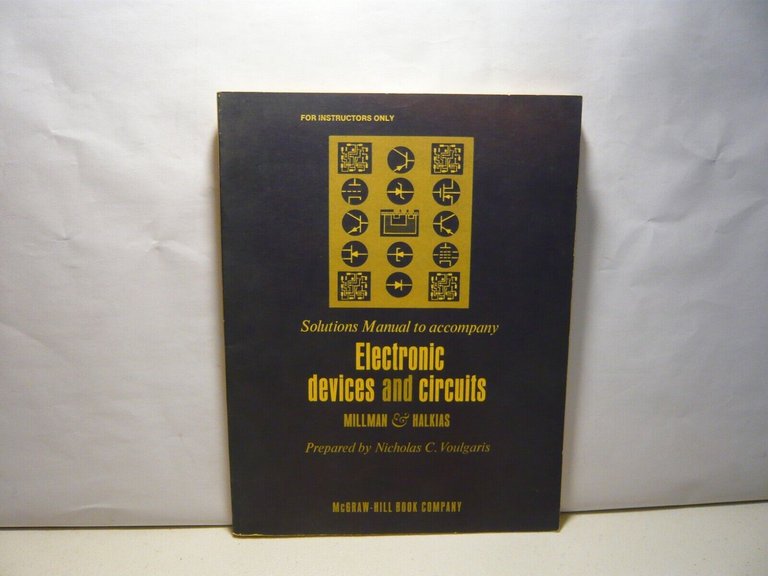 FOR INSTRUCTORS ONLY
Solutions Manual to accompany
Electronic
devices and circuits
MILLMAN & HALKIAS
Prepared by Nicholas C. Voulgaris
McGRAW-HILL BOOK COMPANY